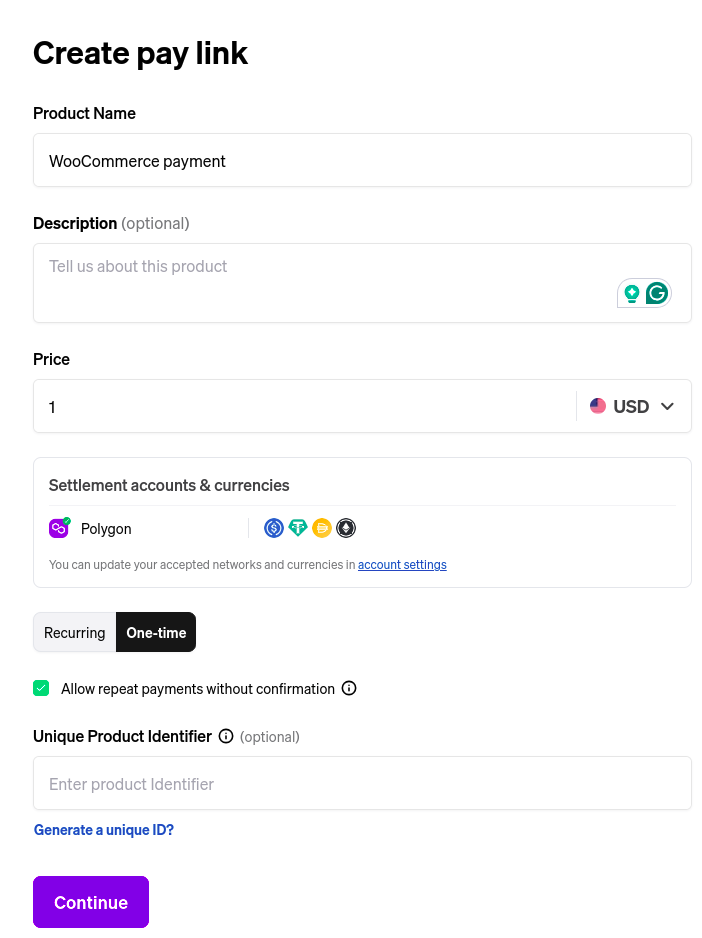 Create pay link
Product Name
WooCommerce payment
Description (optional)
Tell us about this product
Price
1
USD
Settlement accounts & currencies
Polygon
You can update your accepted networks and currencies in account settings
Recurring One-time
Allow repeat payments without confirmation
Unique Product Identifier (optional)
Enter product Identifier
Generate a unique ID?
Continue